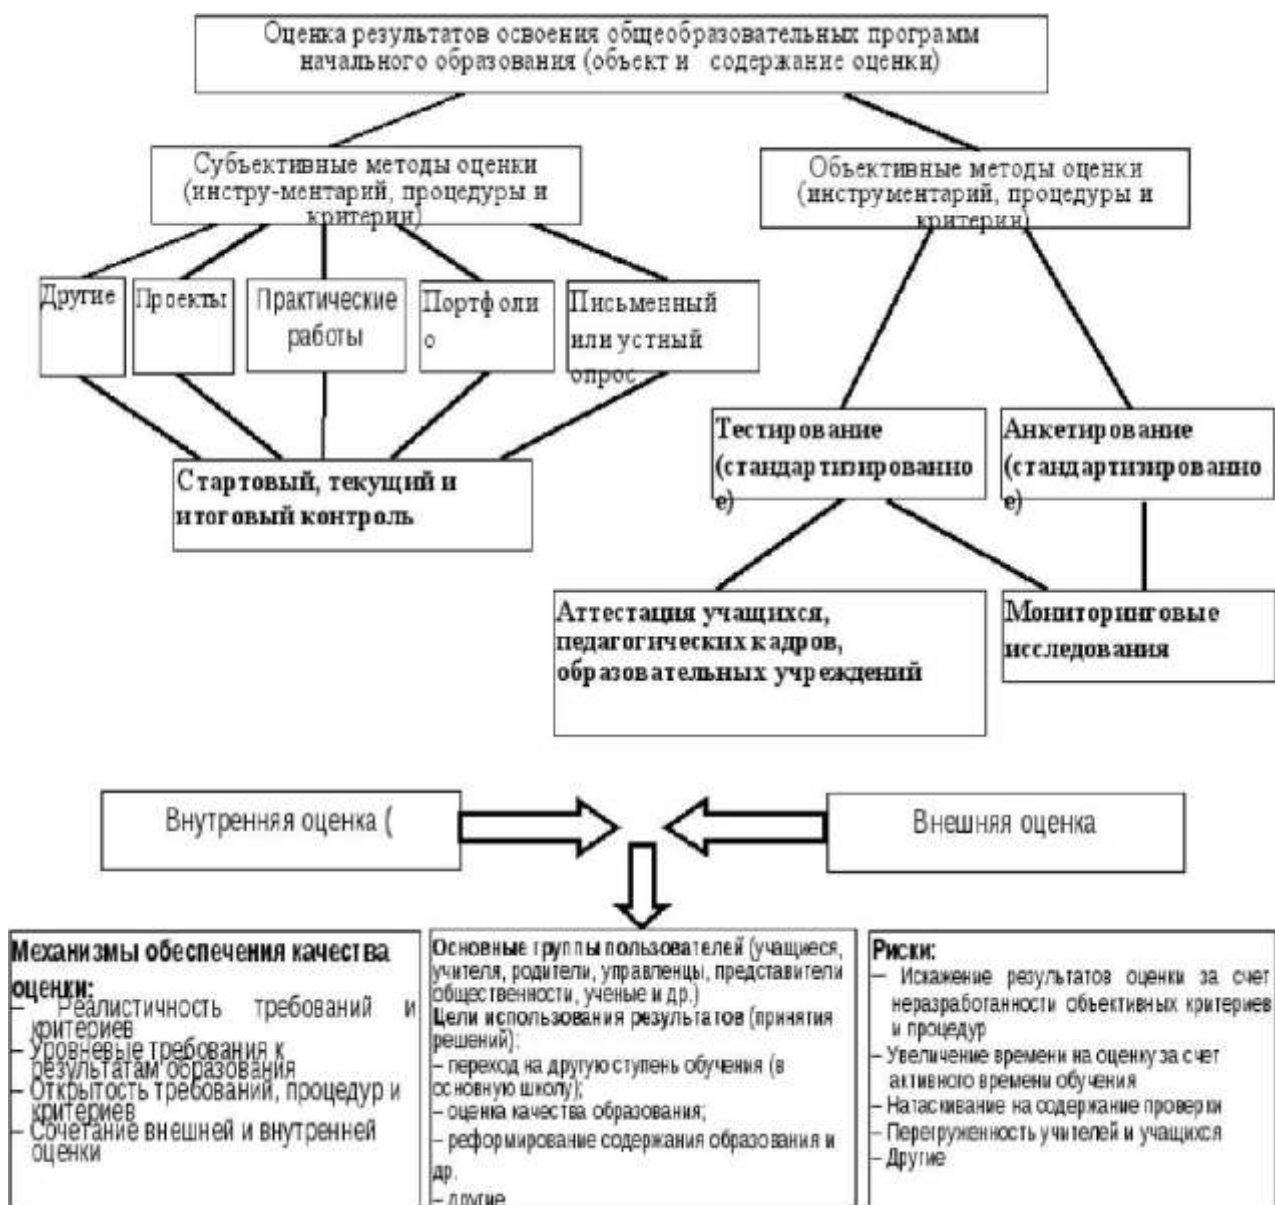 Оценка результатов освоения общеобразовательных программ
начального образования (объект и содержание оценки)
Субъективные методы оценки
(инстру-ментарий, процедуры и
критерии)
Объективные методы оценки
(инструментарий, процедуры и
критерии)
Другие
Проекты
Практические
работы
Портфоли
о
Письменный
или устный
опрос
Тестирование
(стандартизированно
е)
Анкетирование
(стандартизированно
е)
Стартовый, текущий и
итоговый контроль
Аттестация учащихся,
педагогических кадров,
образовательных учреждений
Мониторинговые
исследования
Внутренняя оценка (
Внешняя оценка
Механизмы обеспечения качества
оценки:
– Реалистичность требований и
критериев
– Уровневые требования к
результатам образования
– Открытость требований, процедур и
критериев
– Сочетание внешней и внутренней
оценки
Основные группы пользователей (учащиеся,
учителя, родители, управленцы, представители
общественности, ученые и др.)
Цели использования результатов (принятия
решений):
– переход на другую ступень обучения (в
основную школу);
– оценка качества образования;
– реформирование содержания образования и
др.
– другие
Риски:
– Искажение результатов оценки за счет
неразработанности объективных критериев
и процедур
– Увеличение времени на оценку за счет
активного времени обучения
– Натаскивание на содержание проверки
– Перегруженность учителей и учащихся
– Другие